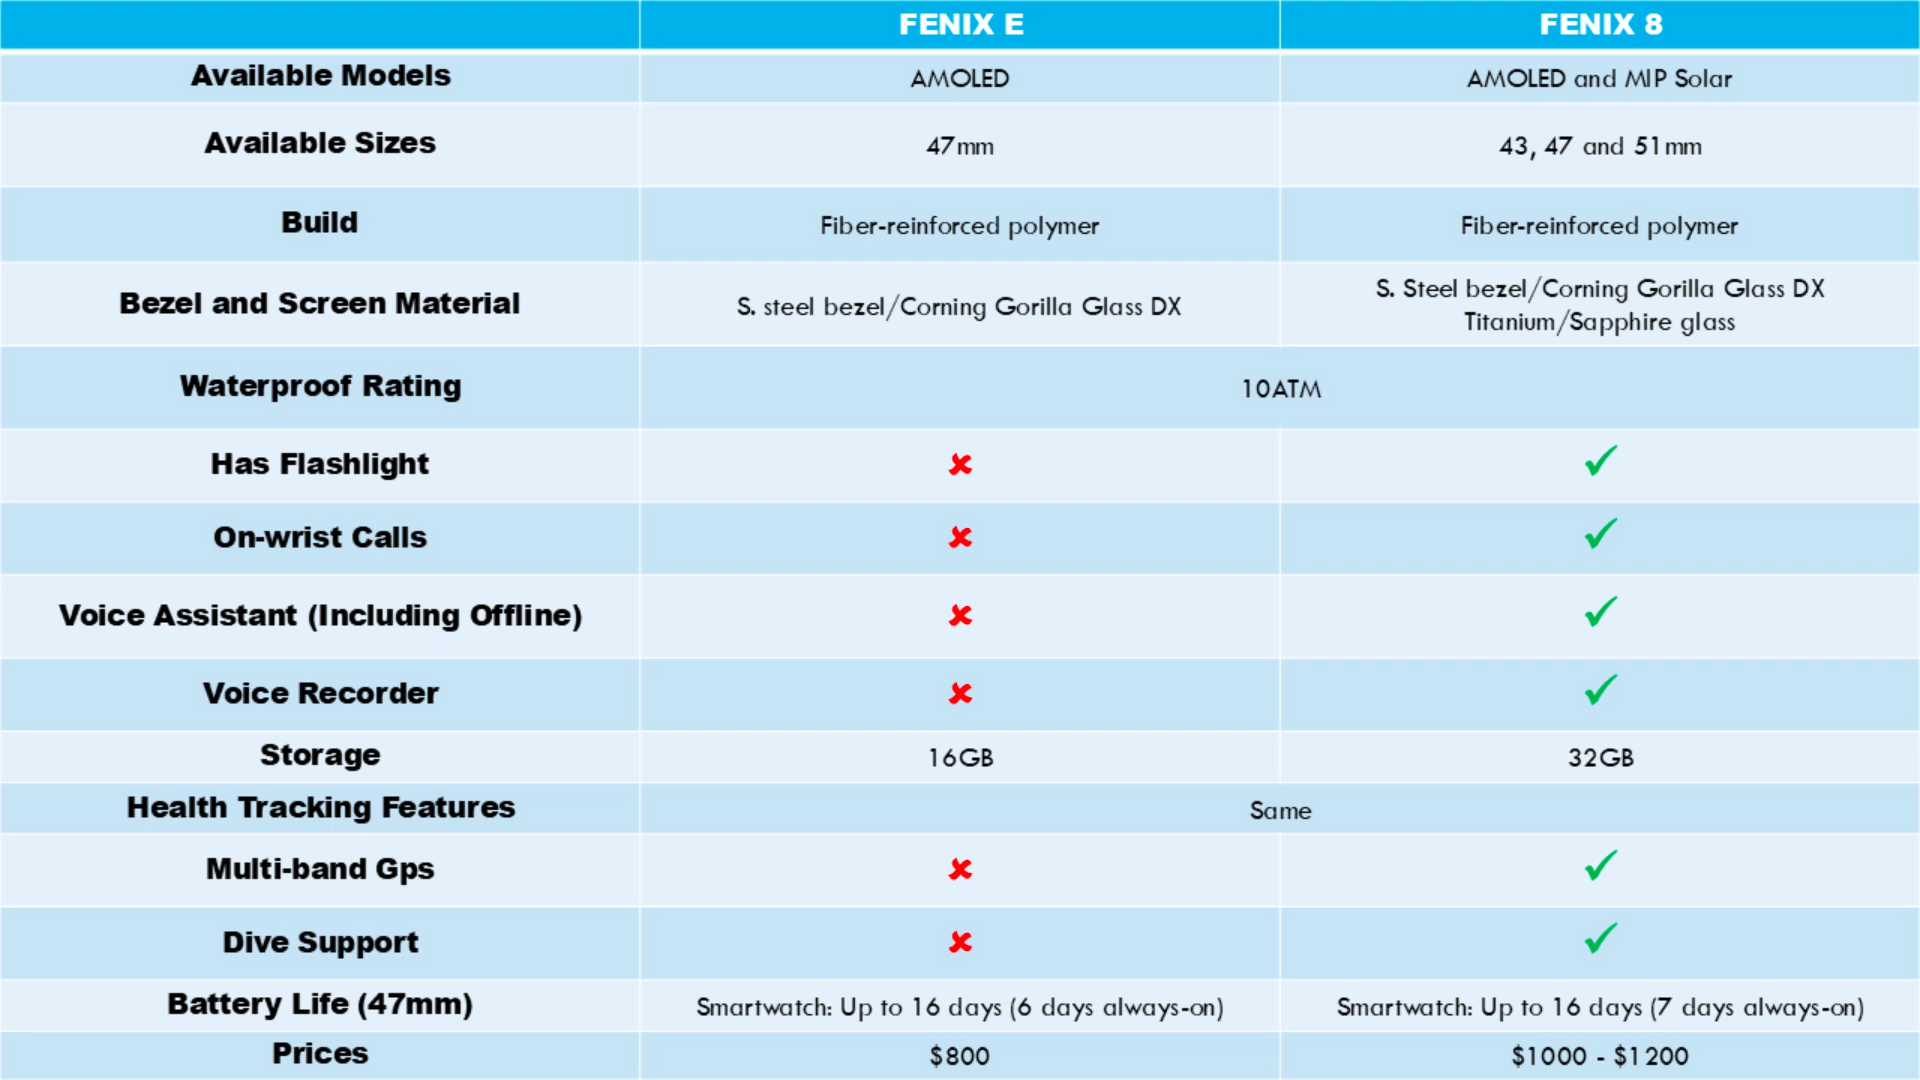 FENIX E FENIX 8
Available Models AMOLED AMOLED and MIP Solar
Available Sizes 47mm 43, 47 and 51mm
Build Fiber-reinforced polymer Fiber-reinforced polymer
Bezel and Screen Material S. steel bezel/Corning Gorilla Glass DX S. Steel bezel/Corning Gorilla Glass DX
Titanium/Sapphire glass
Waterproof Rating 10ATM
Has Flashlight ✘ ✓
On-wrist Calls ✘ ✓
Voice Assistant (Including Offline) ✘ ✓
Voice Recorder ✘ ✓
Storage 16GB 32GB
Health Tracking Features Same
Multi-band Gps ✘ ✓
Dive Support ✘ ✓
Battery Life (47mm) Smartwatch: Up to 16 days (6 days always-on) Smartwatch: Up to 16 days (7 days always-on)
Prices $800 $1000 - $1200